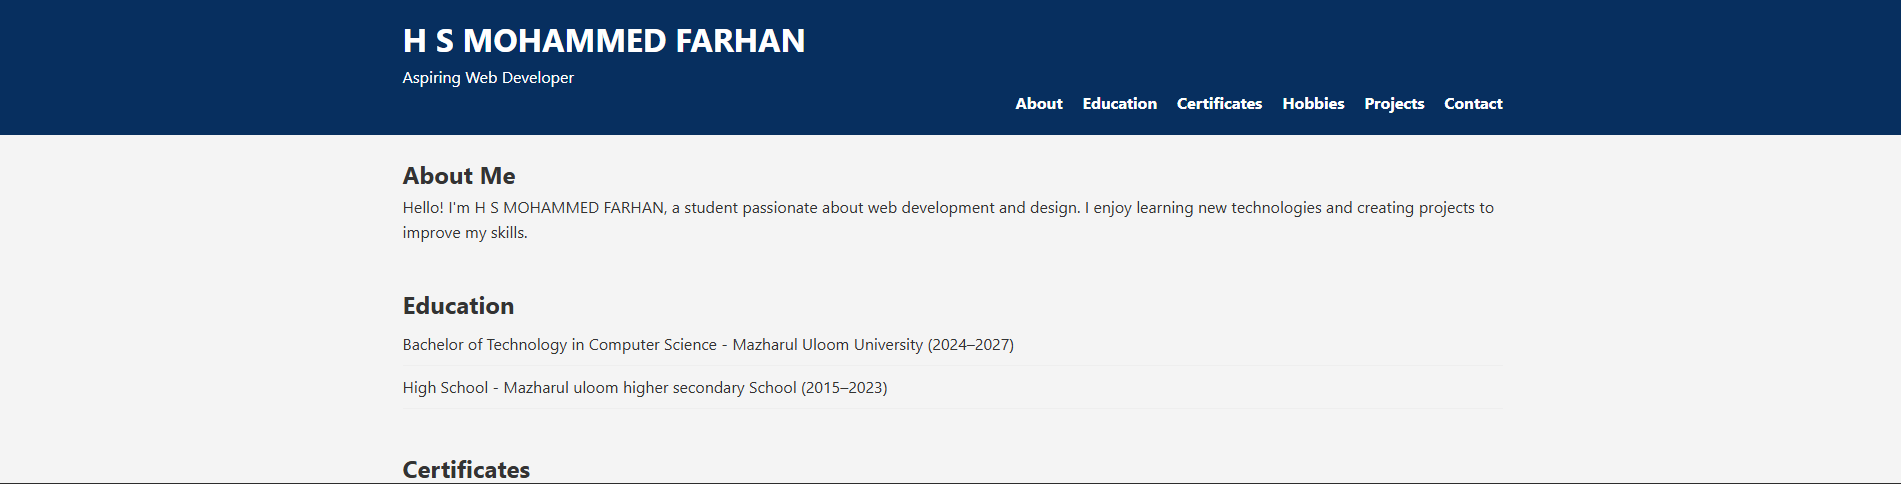 H S MOHAMMED FARHAN
Aspiring Web Developer
About Education Certificates Hobbies Projects Contact
About Me
Hello! I'm H S MOHAMMED FARHAN, a student passionate about web development and design. I enjoy learning new technologies and creating projects to
improve my skills.
Education
Bachelor of Technology in Computer Science - Mazharul Uloom University (2024–2027)
High School - Mazharul uloom higher secondary School (2015–2023)
Certificates